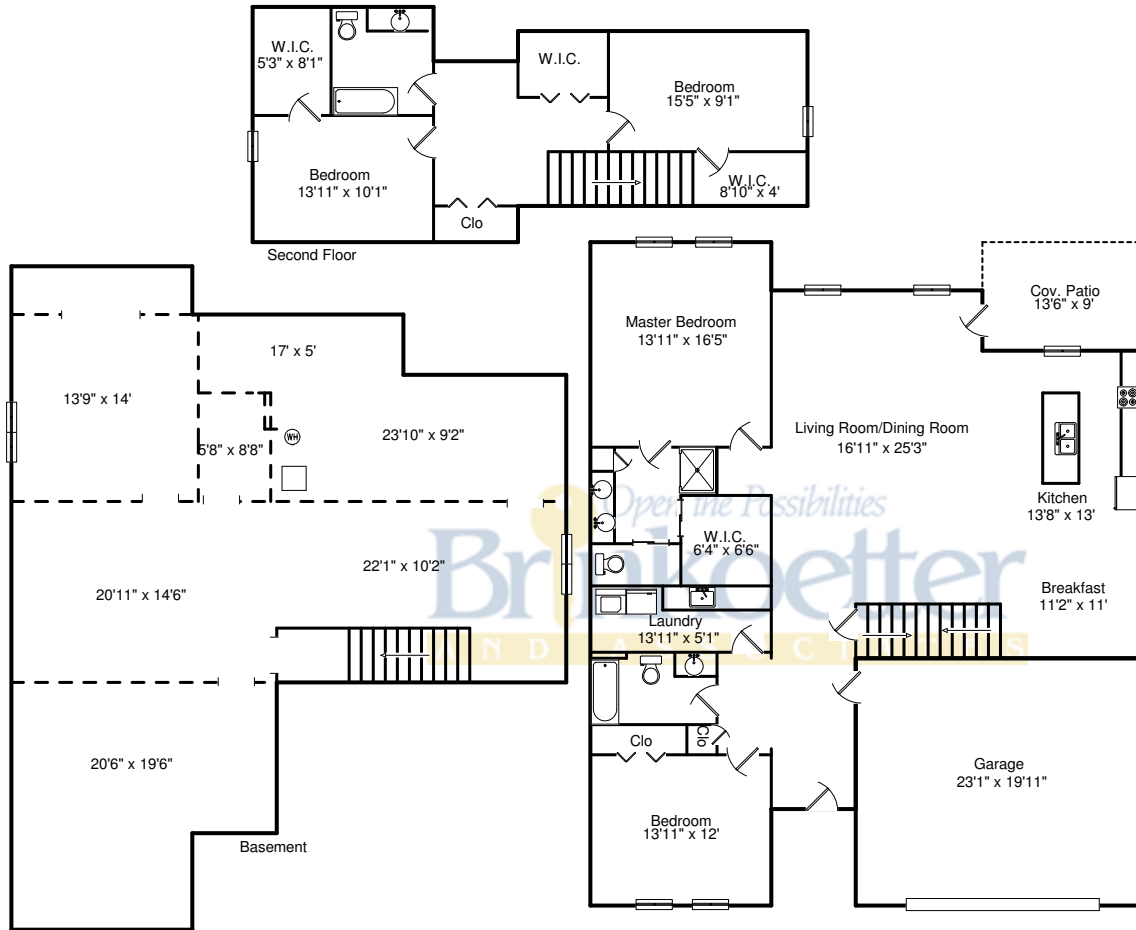 W.I.C.
5'3" x 8'1"
W.I.C.
Bedroom
15'5" x 9'1"
Bedroom
13'11" x 10'1"
W.I.C.
8'10" x 4'
Clo
Second Floor
17' x 5'
13'9" x 14'
WH
23'10" x 9'2"
5'8" x 8'8"
20'11" x 14'6"
22'1" x 10'2"
20'6" x 19'6"
Basement
Cov. Patio
13'6" x 9'
Master Bedroom
13'11" x 16'5"
Living Room/Dining Room
16'11" x 25'3"
Kitchen
13'8" x 13'
W.I.C.
6'4" x 6'6"
Breakfast
11'2" x 11'
Laundry
13'11" x 5'1"
Clo
Clo
Garage
23'1" x 19'11"
Bedroom
13'11" x 12'
Open the Possibilities
Brinkoetter
AND ASSOCIATES